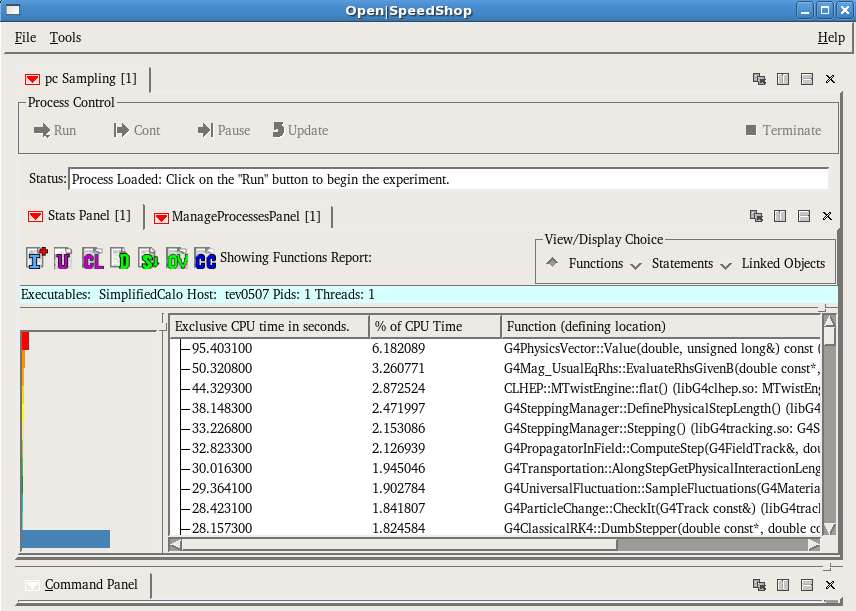 Open|SpeedShop
File Tools Help
pc Sampling [1]
Process Control
Run Cont Pause Update Terminate
Status: Process Loaded: Click on the "Run" button to begin the experiment.
Stats Panel [1] ManageProcessesPanel [1]
View/Display Choice
I U CL D OV CC Showing Functions Report: Functions Statements Linked Objects
Executables: SimplifiedCalo Host: tev0507 Pids: 1 Threads: 1
Exclusive CPU time in seconds. % of CPU Time Function (defining location)
95.403100 6.182089 G4PhysicsVector::Value(double, unsigned long&) const (
50.320800 3.260771 G4Mag_UsualEqRhs::EvaluateRhsGivenB(double const*,
44.329300 2.872524 CLHEP::MTwistEngine::flat() (libG4clhep.so: MTwistEng
38.148300 2.471997 G4SteppingManager::DefinePhysicalStepLength() (libG4
33.226800 2.153086 G4SteppingManager::Stepping() (libG4tracking.so: G4S
32.823300 2.126939 G4PropagatorInField::ComputeStep(G4FieldTrack&, dou
30.016300 1.945046 G4Transportation::AlongStepGetPhysicalInteractionLeng
29.364100 1.902784 G4UniversalFluctuation::SampleFluctuations(G4Materia
28.423100 1.841807 G4ParticleChange::CheckIt(G4Track const&) (libG4tracl
28.157300 1.824584 G4ClassicalRK4::DumbStepper(double const*, double co
Command Panel